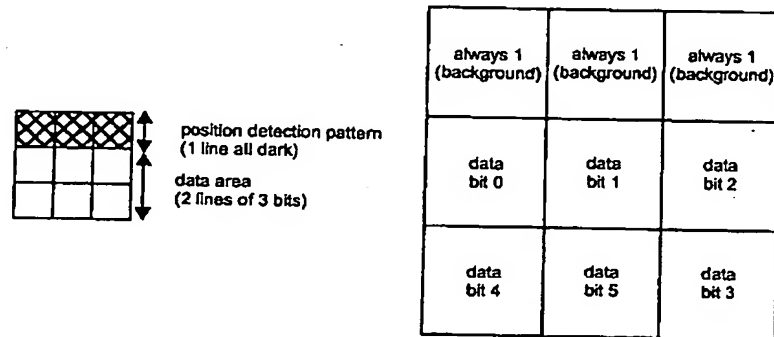 position detection pattern
(1 line all dark)
data area
(2 lines of 3 bits)
always 1
(background)
always 1
(background)
always 1
(background)
data
bit 0
data
bit 1
data
bit 2
data
bit 4
data
bit 5
data
bit 3